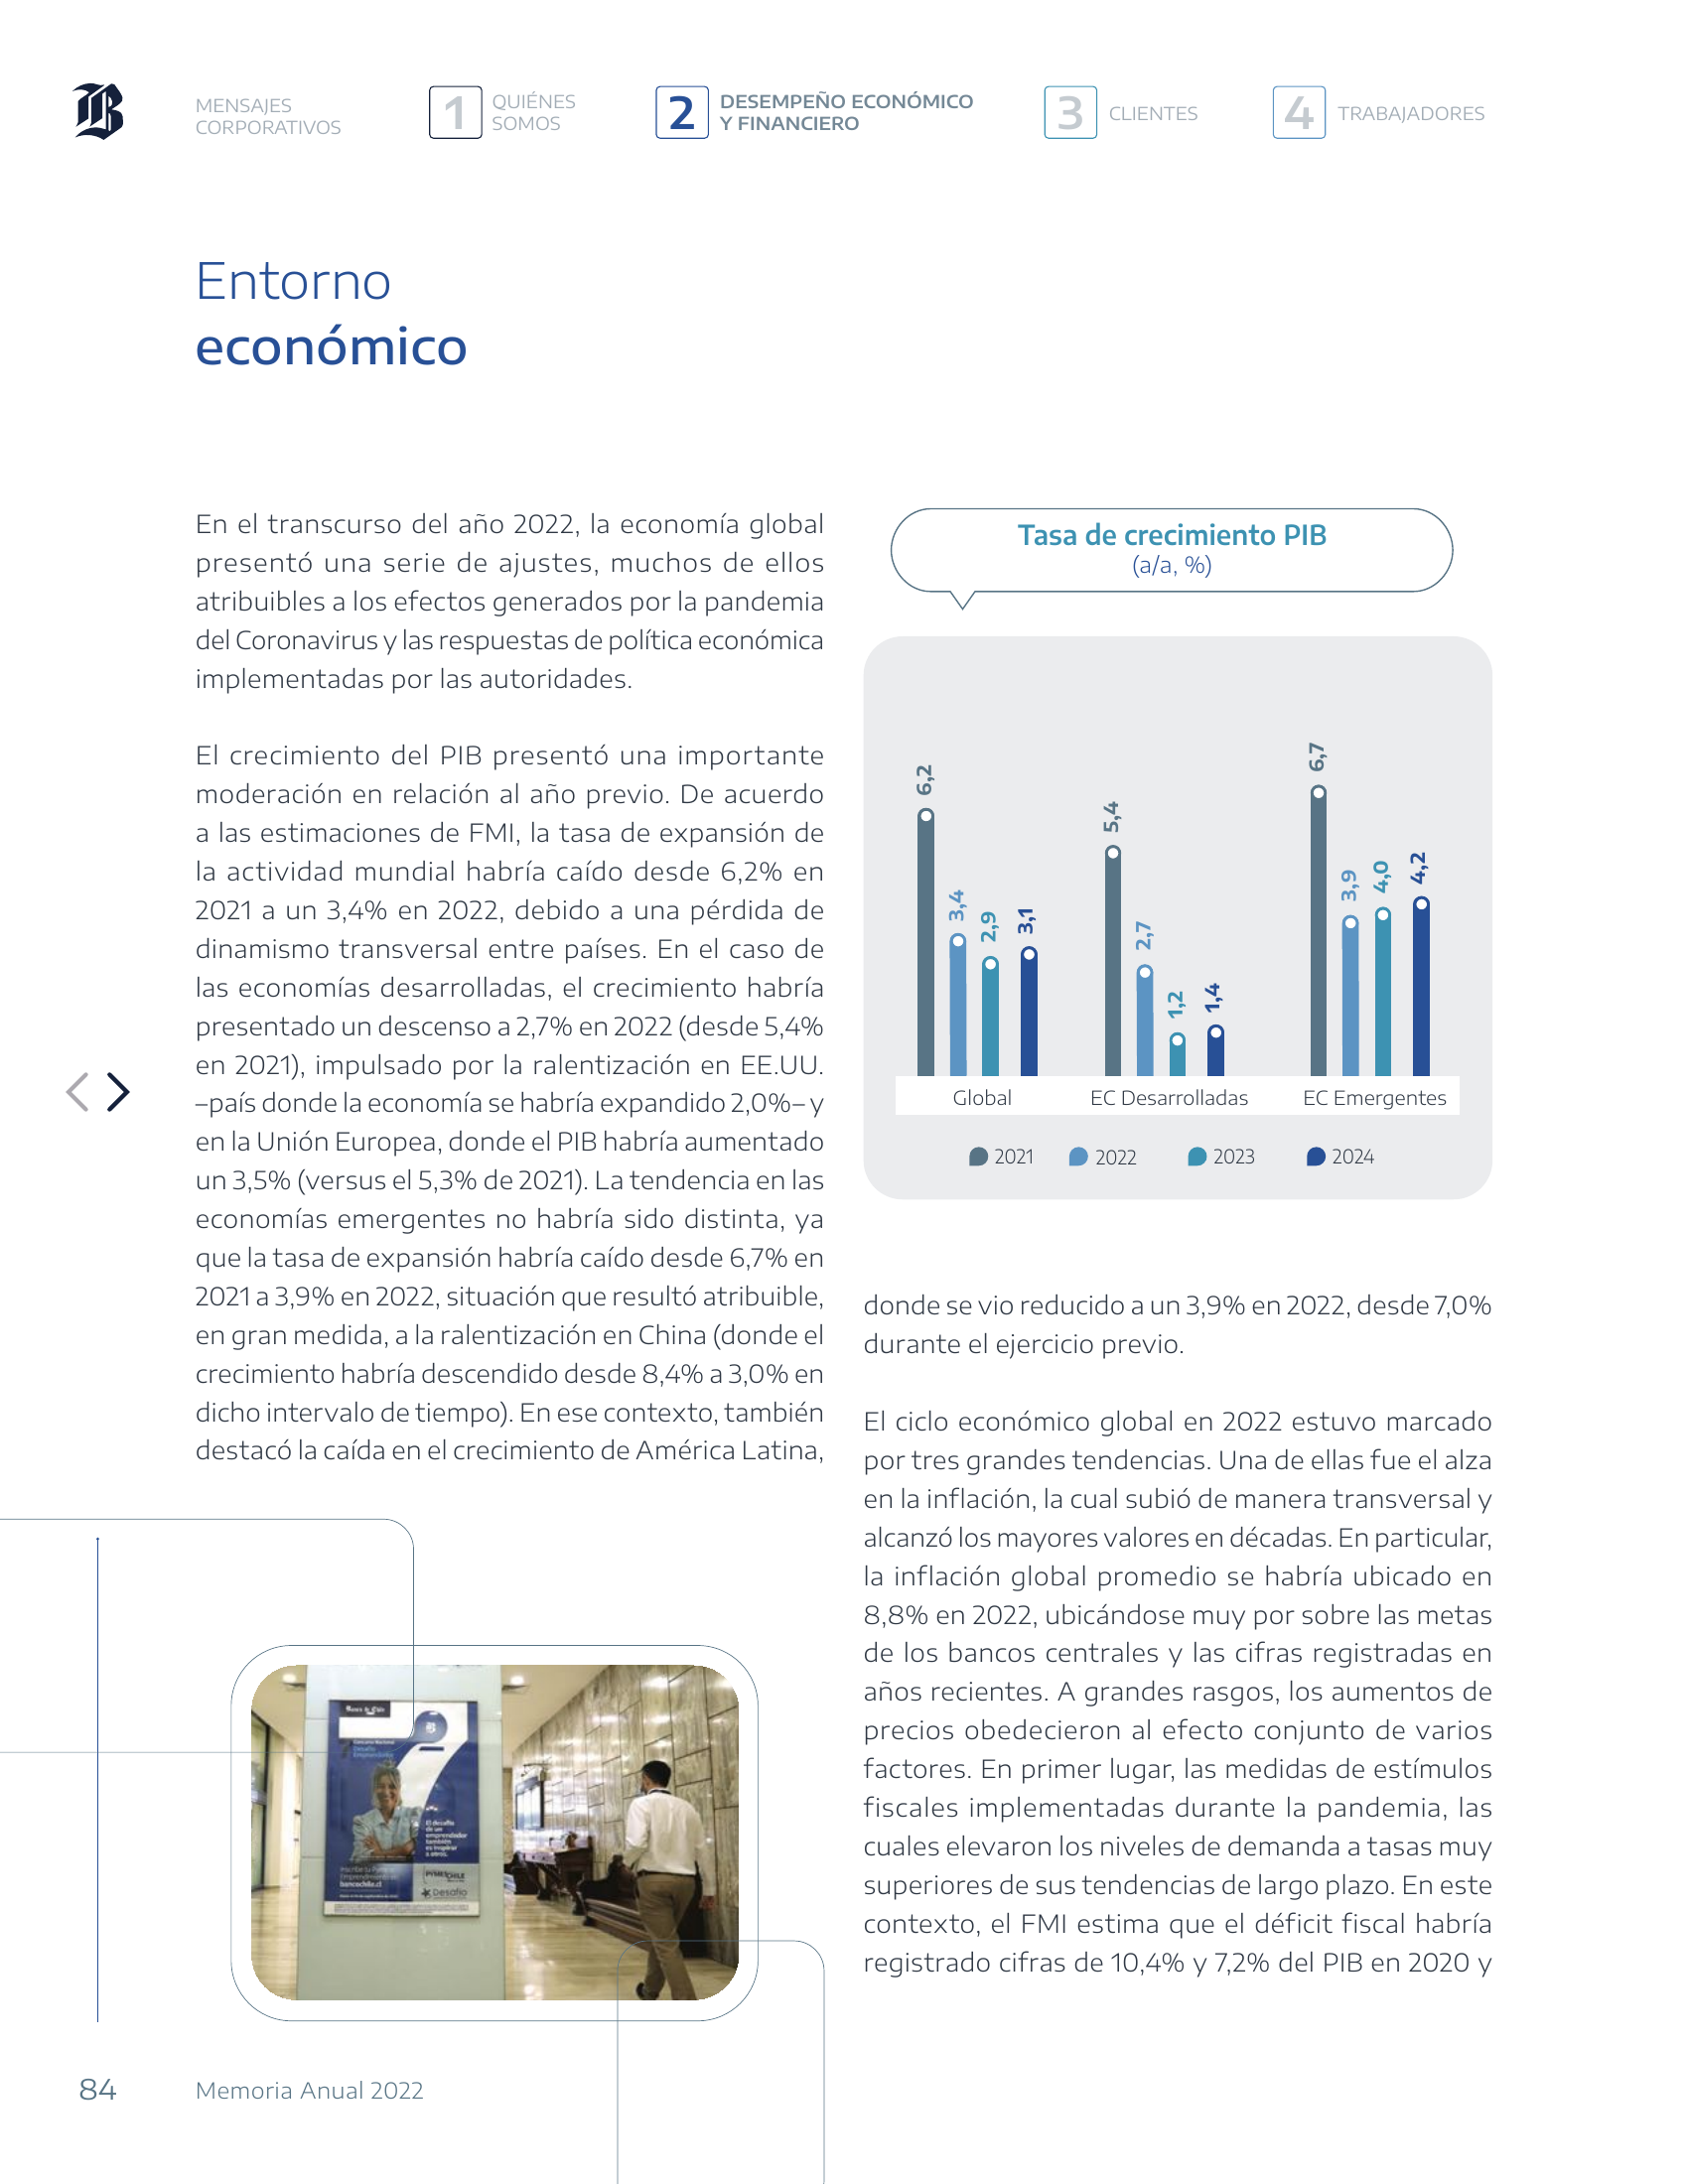 MENSAJES
CORPORATIVOS
1
QUIÉNES
SOMOS
2
DESEMPEÑO ECONÓMICO
Y FINANCIERO
3
CLIENTES
4
TRABAJADORES
Entorno
económico
En el transcurso del año 2022, la economía global
presentó una serie de ajustes, muchos de ellos
atribuibles a los efectos generados por la pandemia
del Coronavirus y las respuestas de política económica
implementadas por las autoridades.
El crecimiento del PIB presentó una importante
moderación en relación al año previo. De acuerdo
a las estimaciones de FMI, la tasa de expansión de
la actividad mundial habría caído desde 6,2% en
2021 a un 3,4% en 2022, debido a una pérdida de
dinamismo transversal entre países. En el caso de
las economías desarrolladas, el crecimiento habría
presentado un descenso a 2,7% en 2022 (desde 5,4%
en 2021), impulsado por la ralentización en EE.UU.
–país donde la economía se habría expandido 2,0%– y
en la Unión Europea, donde el PIB habría aumentado
un 3,5% (versus el 5,3% de 2021). La tendencia en las
economías emergentes no habría sido distinta, ya
que la tasa de expansión habría caído desde 6,7% en
2021 a 3,9% en 2022, situación que resultó atribuible,
en gran medida, a la ralentización en China (donde el
crecimiento habría descendido desde 8,4% a 3,0% en
dicho intervalo de tiempo). En ese contexto, también
destacó la caída en el crecimiento de América Latina,
Tasa de crecimiento PIB
(a/a, %)
6,2
3,4
2,9
3,1
5,4
2,7
1,2
1,4
6,7
3,9
4,0
4,2
Global
EC Desarrolladas
EC Emergentes
2021
2022
2023
2024
donde se vio reducido a un 3,9% en 2022, desde 7,0%
durante el ejercicio previo.
El ciclo económico global en 2022 estuvo marcado
por tres grandes tendencias. Una de ellas fue el alza
en la inflación, la cual subió de manera transversal y
alcanzó los mayores valores en décadas. En particular,
la inflación global promedio se habría ubicado en
8,8% en 2022, ubicándose muy por sobre las metas
de los bancos centrales y las cifras registradas en
años recientes. A grandes rasgos, los aumentos de
precios obedecieron al efecto conjunto de varios
factores. En primer lugar, las medidas de estímulos
fiscales implementadas durante la pandemia, las
cuales elevaron los niveles de demanda a tasas muy
superiores de sus tendencias de largo plazo. En este
contexto, el FMI estima que el déficit fiscal habría
registrado cifras de 10,4% y 7,2% del PIB en 2020 y
Banco de Chile
Concurso Nacional
Desafío
Emprendedor
El desafío
de un
emprendedor
también
es inspirar
a otros.
bancochile.cl
PYMES CHILE
Desafío
84
Memoria Anual 2022